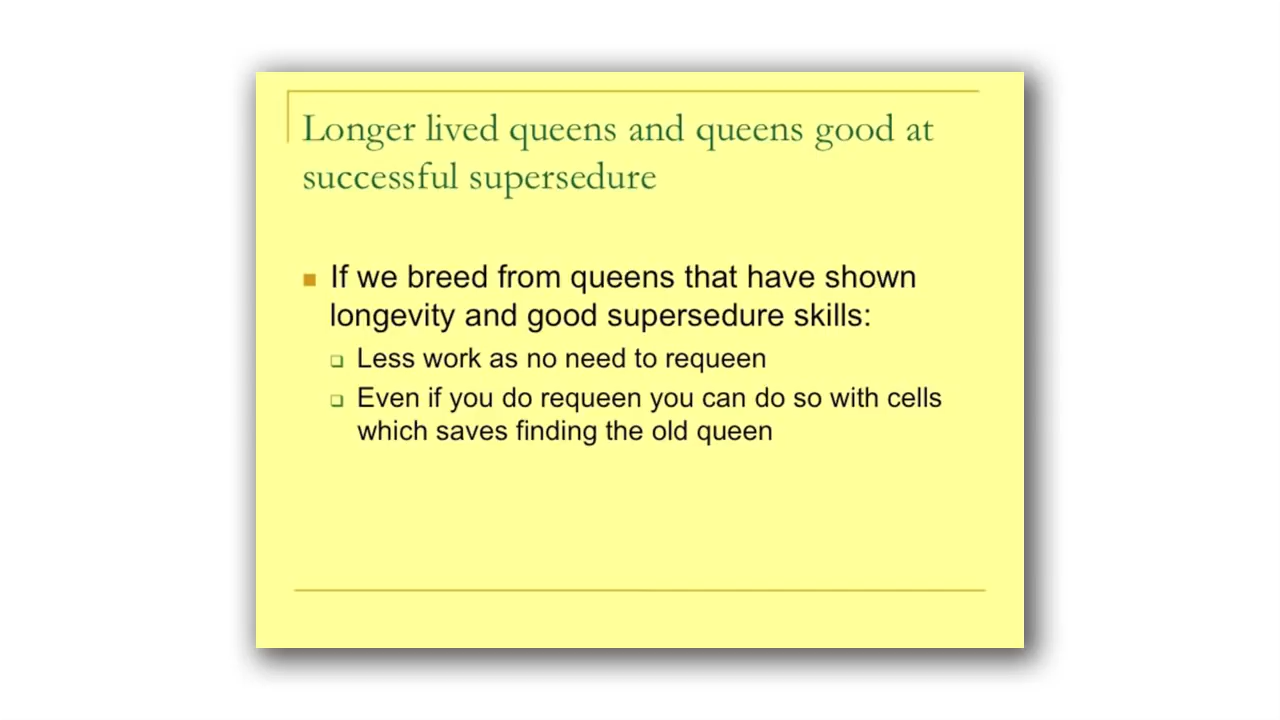 Longer lived queens and queens good at
successful supersedure
If we breed from queens that have shown
longevity and good supersedure skills:
Less work as no need to requeen
Even if you do requeen you can do so with cells
which saves finding the old queen